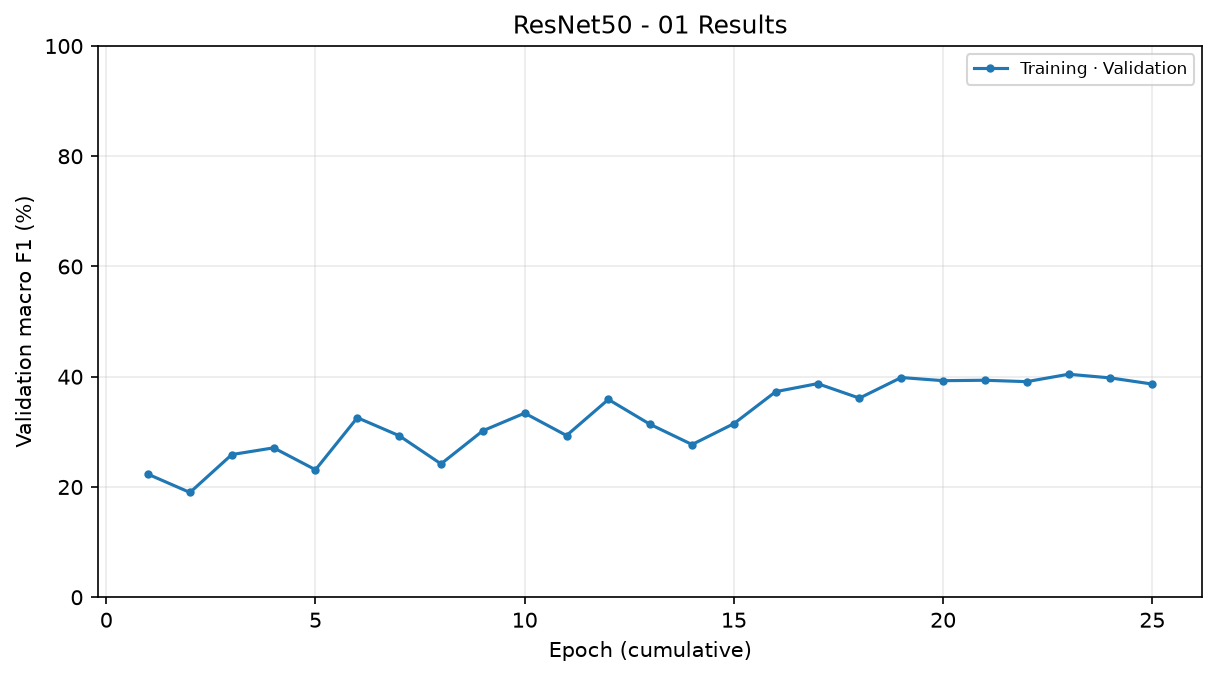 ResNet50 - 01 Results
Training · Validation
Validation macro F1 (%)
100
80
60
40
20
0
0 5 10 15 20 25
Epoch (cumulative)